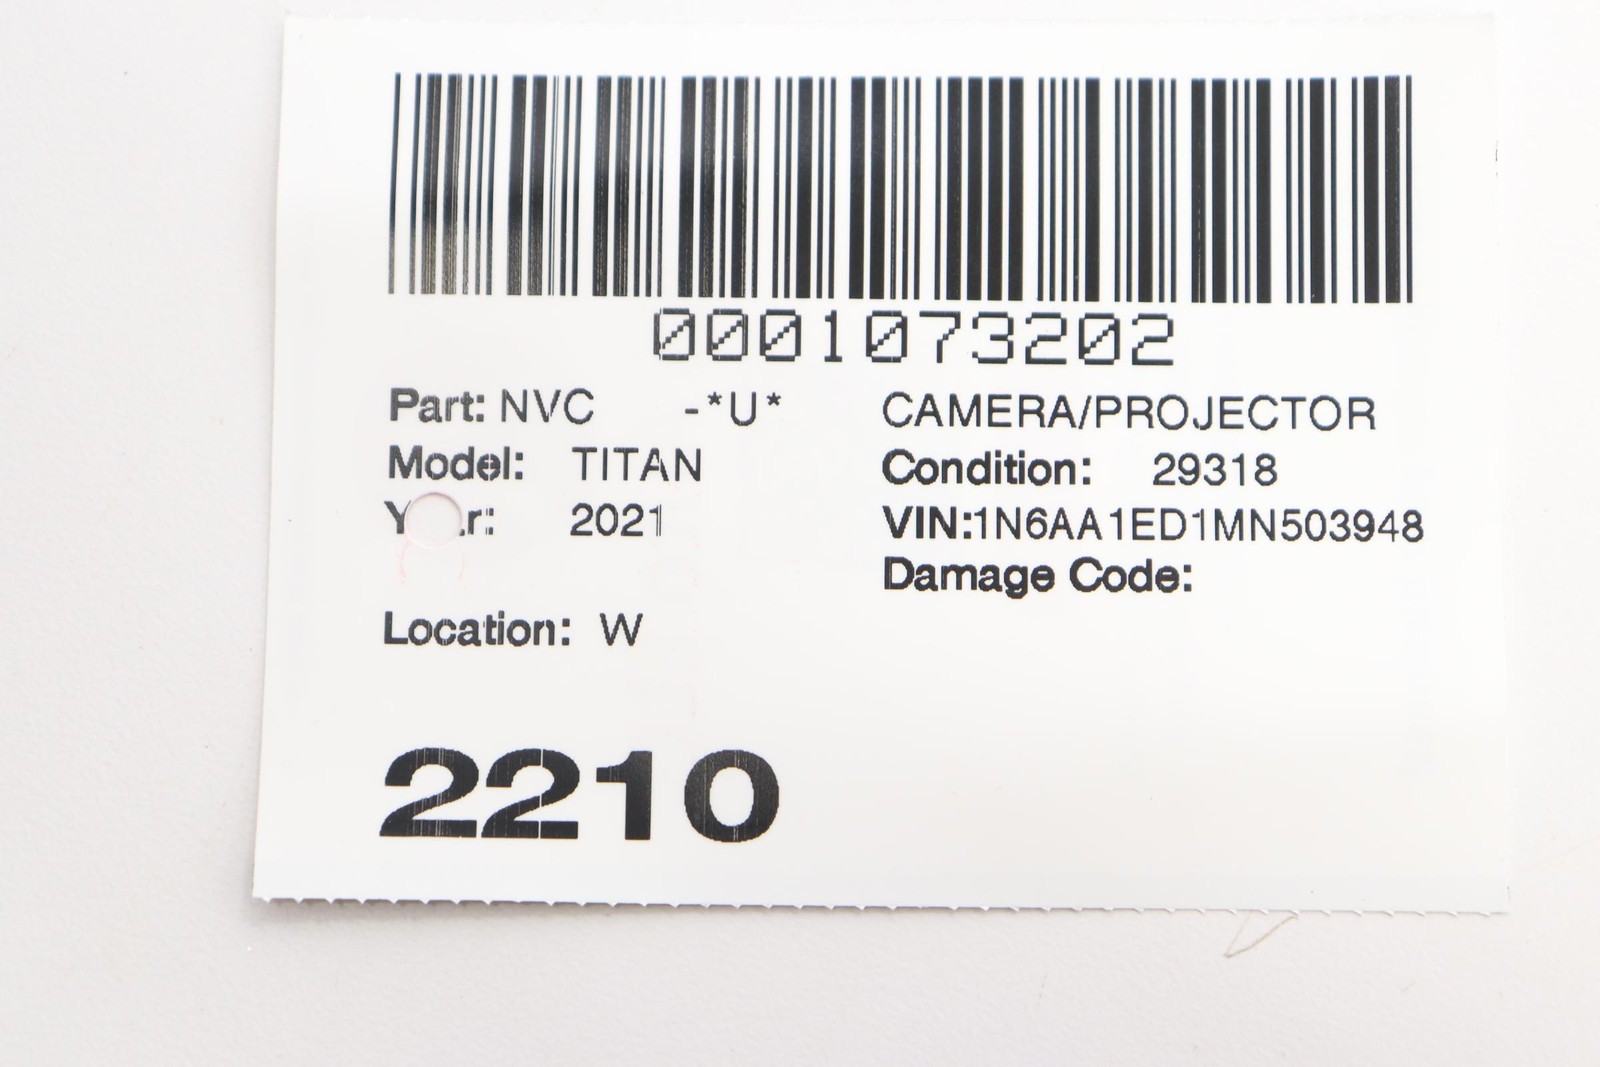 0001073202
Part: NVC -*U* CAMERA/PROJECTOR
Model: TITAN Condition: 29318
2021 VIN:1N6AA1ED1MN503948
Damage Code:
Location: W
2210